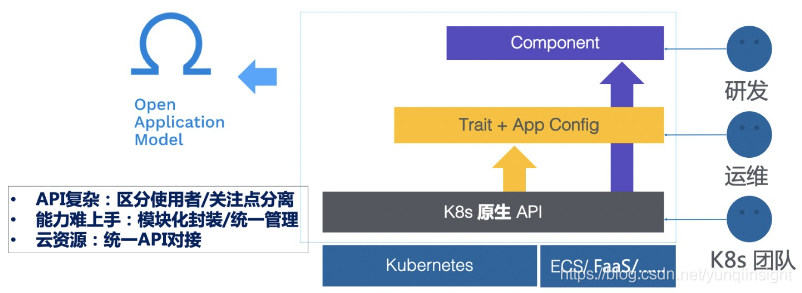 Component
研发
Open
Application
Model
Trait + App Config
运维
• API复杂：区分使用者/关注点分离
• 能力难上手：模块化封装/统一管理
• 云资源：统一API对接
K8s 原生 API
K8s 团队
Kubernetes
ECS/ FaaS/......
https://blog.csdn.net/yunqiinsight